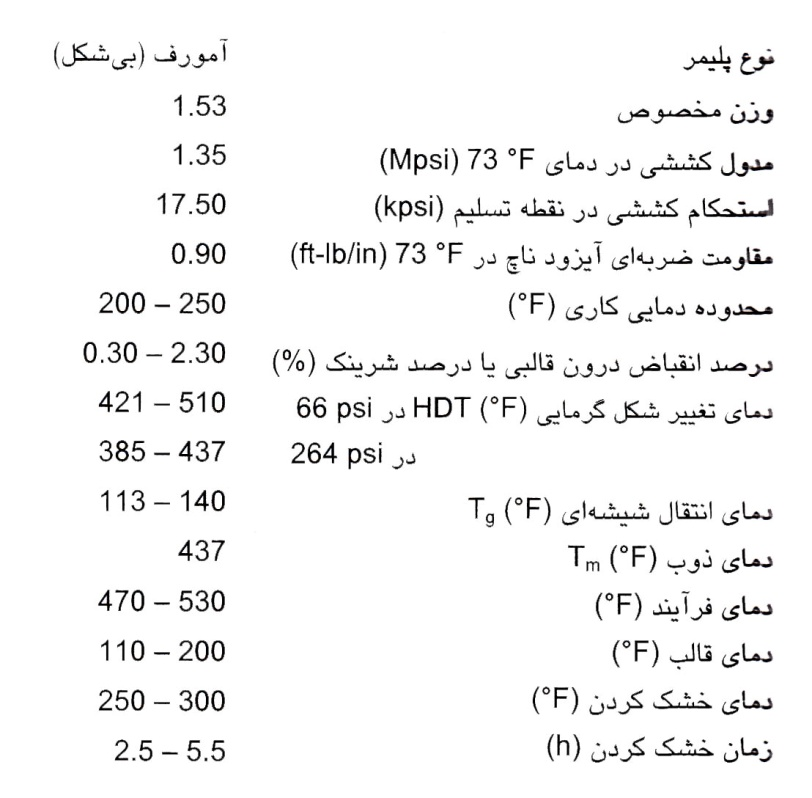 نوع پلیمر آمورف (بی‌شکل)
وزن مخصوص 1.53
مدول کششی در دمای 73 °F (Mpsi) 1.35
استحکام کششی در نقطه تسلیم (kpsi) 17.50
مقاومت ضربه‌ای آیزود ناچ در 73 °F (ft-lb/in) 0.90
محدوده دمایی کاری (°F) 200 – 250
درصد انقباض درون قالبی یا درصد شرینک (%) 0.30 – 2.30
دمای تغییر شکل گرمایی HDT (°F) در 66 psi 421 – 510
در 264 psi 385 – 437
دمای انتقال شیشه‌ای Tg (°F) 113 – 140
دمای ذوب Tm (°F) 437
دمای فرآیند (°F) 470 – 530
دمای قالب (°F) 110 – 200
دمای خشک کردن (°F) 250 – 300
زمان خشک کردن (h) 2.5 – 5.5